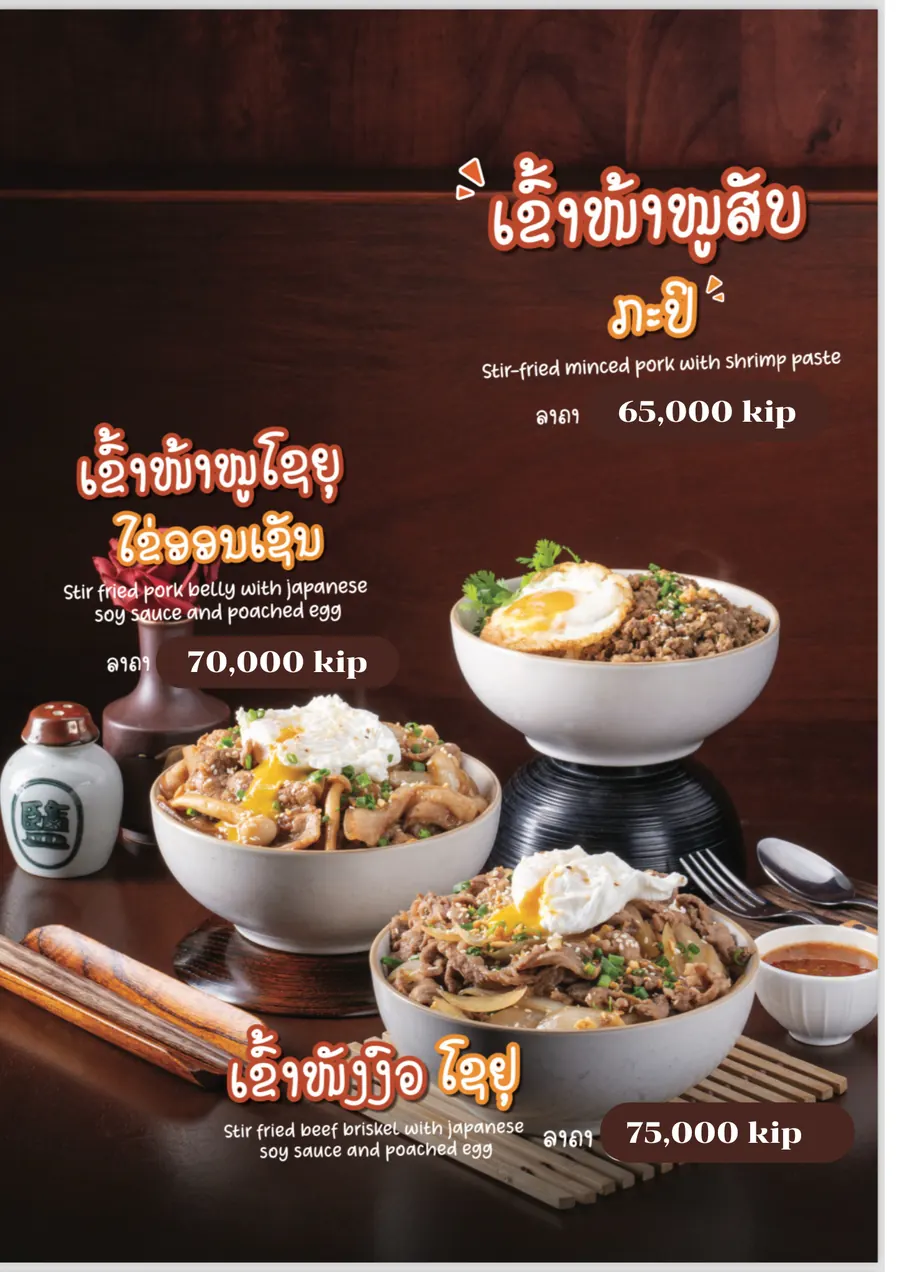 ເຂົ້າໜ້າໝູສັບ
ກະປິ
Stir-fried minced pork with shrimp paste
ລາຄາ 65,000 kip
ເຂົ້າໜ້າໝູໂຊຢຸ
ໄຂ່ອອນເຊັນ
Stir fried pork belly with japanese
soy sauce and poached egg
ລາຄາ 70,000 kip
鹽
ເຂົ້າໜັງງົວ ໂຊຢຸ
Stir fried beef brisket with japanese
soy sauce and poached egg
ລາຄາ 75,000 kip